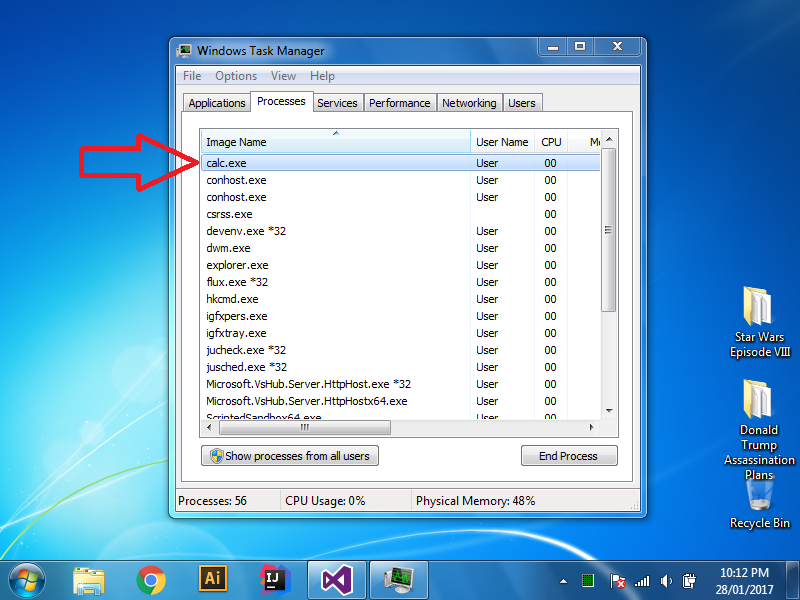 Windows Task Manager
File Options View Help
Applications Processes Services Performance Networking Users
Image Name User Name CPU
calc.exe User 00
conhost.exe User 00
conhost.exe User 00
csrss.exe 00
devenv.exe *32 User 00
dwm.exe User 00
explorer.exe User 00
flux.exe *32 User 00
hkcmd.exe User 00
igfxpers.exe User 00
igfxtray.exe User 00
jucheck.exe *32 User 00
jusched.exe *32 User 00
Microsoft.VsHub.Server.HttpHost.exe *32 User 00
Microsoft.VsHub.Server.HttpHostx64.exe User 00
ScriptedSandbox64.exe User 00
Show processes from all users End Process
Processes: 56 CPU Usage: 0% Physical Memory: 48%
Star Wars
Episode VIII
Donald
Trump
Assassination
Plans
Recycle Bin
Ai IJ
10:12 PM
28/01/2017